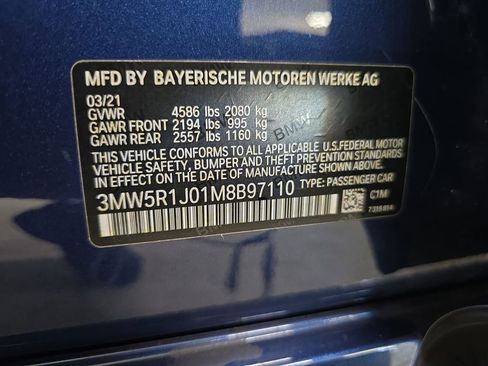 MFD BY BAYERISCHE MOTOREN WERKE AG
03/21
GVWR 4586 lbs 2080 kg
GAWR FRONT 2194 lbs 995 kg
GAWR REAR 2557 lbs 1160 kg
THIS VEHICLE CONFORMS TO ALL APPLICABLE U.S.FEDERAL MOTOR
VEHICLE SAFETY, BUMPER AND THEFT PREVENTION STANDARDS
IN EFFECT ON THE DATE OF MANUFACTURE SHOWN ABOVE.
3MW5R1J01M8B97110 TYPE: PASSENGER CAR
C1M
7318414